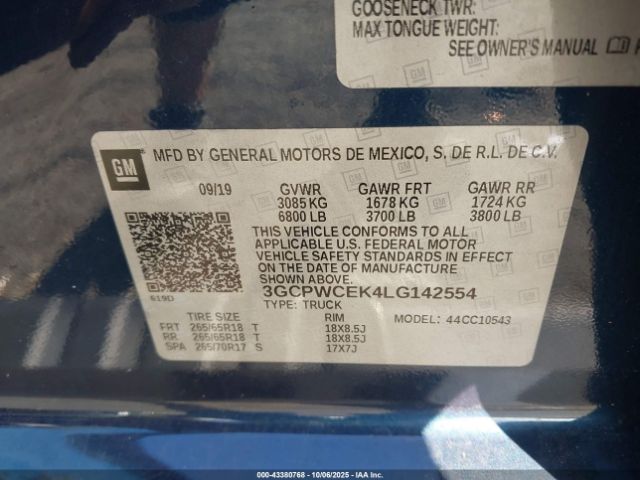 GOOSENECK TWR:
MAX TONGUE WEIGHT:
SEE OWNER'S MANUAL
GM
MFD BY GENERAL MOTORS DE MEXICO, S. DE R.L. DE C.V.
09/19 GVWR GAWR FRT GAWR RR
3085 KG 1678 KG 1724 KG
6800 LB 3700 LB 3800 LB
THIS VEHICLE CONFORMS TO ALL
APPLICABLE U.S. FEDERAL MOTOR
VEHICLE SAFETY STANDARDS IN EFFECT
ON THE DATE OF MANUFACTURE
SHOWN ABOVE.
619D
3GCPWCEK4LG142554
TYPE: TRUCK
TIRE SIZE RIM MODEL: 44CC10543
FRT 265/65R18 T 18X8.5J
RR 265/65R18 T 18X8.5J
SPA 265/70R17 S 17X7J
000-43380768 | 10/06/2025 - IAA, Inc.